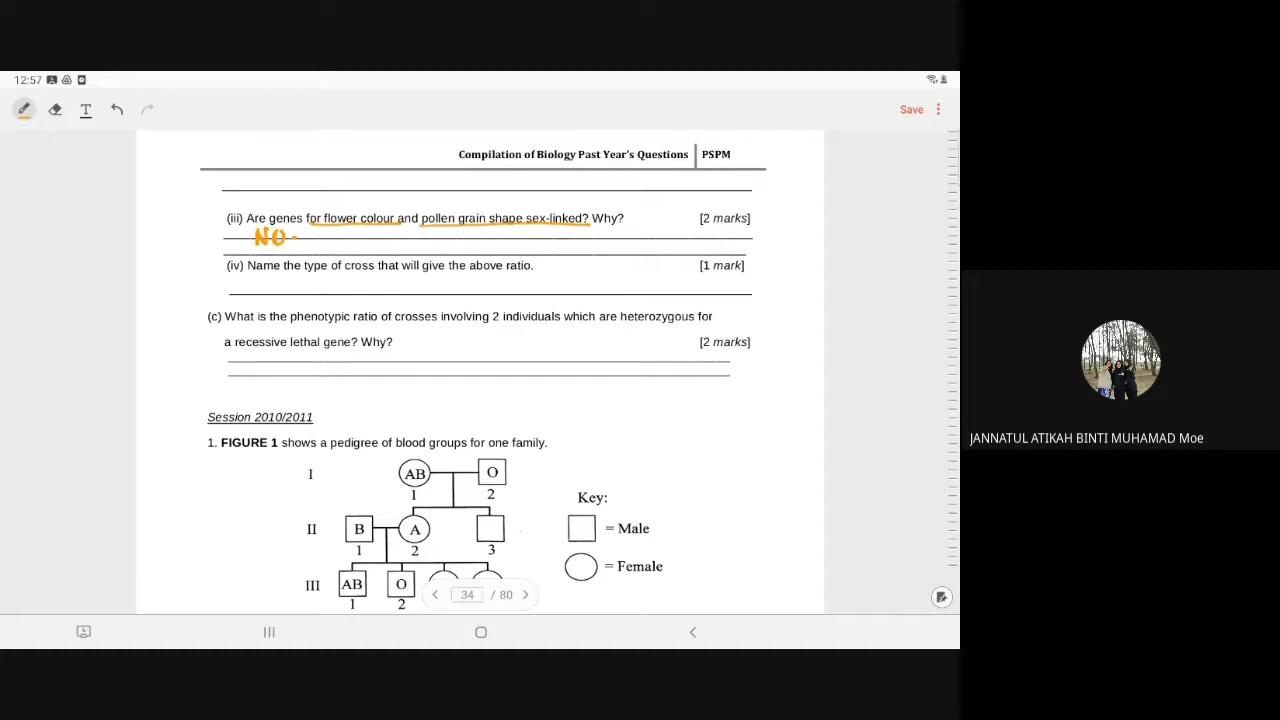 12:57
T
Save
Compilation of Biology Past Year's Questions PSPM
(iii) Are genes for flower colour and pollen grain shape sex-linked? Why? [2 marks]
NO.
(iv) Name the type of cross that will give the above ratio. [1 mark]
(c) What is the phenotypic ratio of crosses involving 2 individuals which are heterozygous for
a recessive lethal gene? Why? [2 marks]
Session 2010/2011
1. FIGURE 1 shows a pedigree of blood groups for one family.
I AB O
1 2
Key:
II B A = Male
1 2 3
= Female
III AB O
1 2
34 / 80
JANNATUL ATIKAH BINTI MUHAMAD Moe